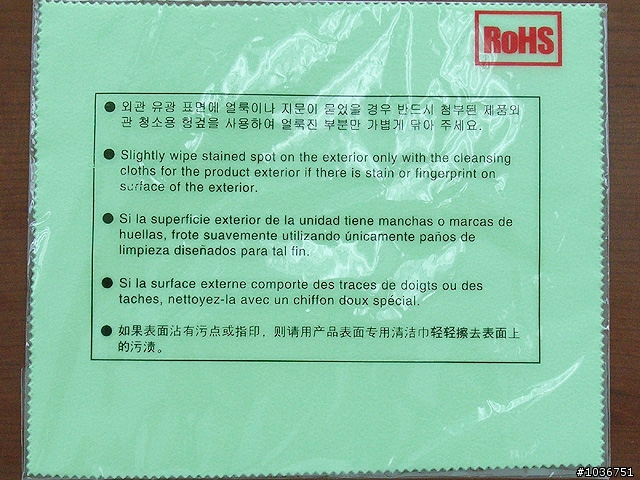 RoHS
● 외관 유광 표면에 얼룩이나 지문이 묻었을 경우 반드시 첨부된 제품외
관 청소용 헝겊을 사용하여 얼룩진 부분만 가볍게 닦아 주세요.
● Slightly wipe stained spot on the exterior only with the cleansing
cloths for the product exterior if there is stain or fingerprint on
surface of the exterior.
● Si la superficie exterior de la unidad tiene manchas o marcas de
huellas, frote suavemente utilizando únicamente paños de
limpieza diseñados para tal fin.
● Si la surface externe comporte des traces de doigts ou des
taches, nettoyez-la avec un chiffon doux spécial.
● 如果表面沾有污点或指印，则请用产品表面专用清洁巾轻轻擦去表面上
的污渍。
#1036751